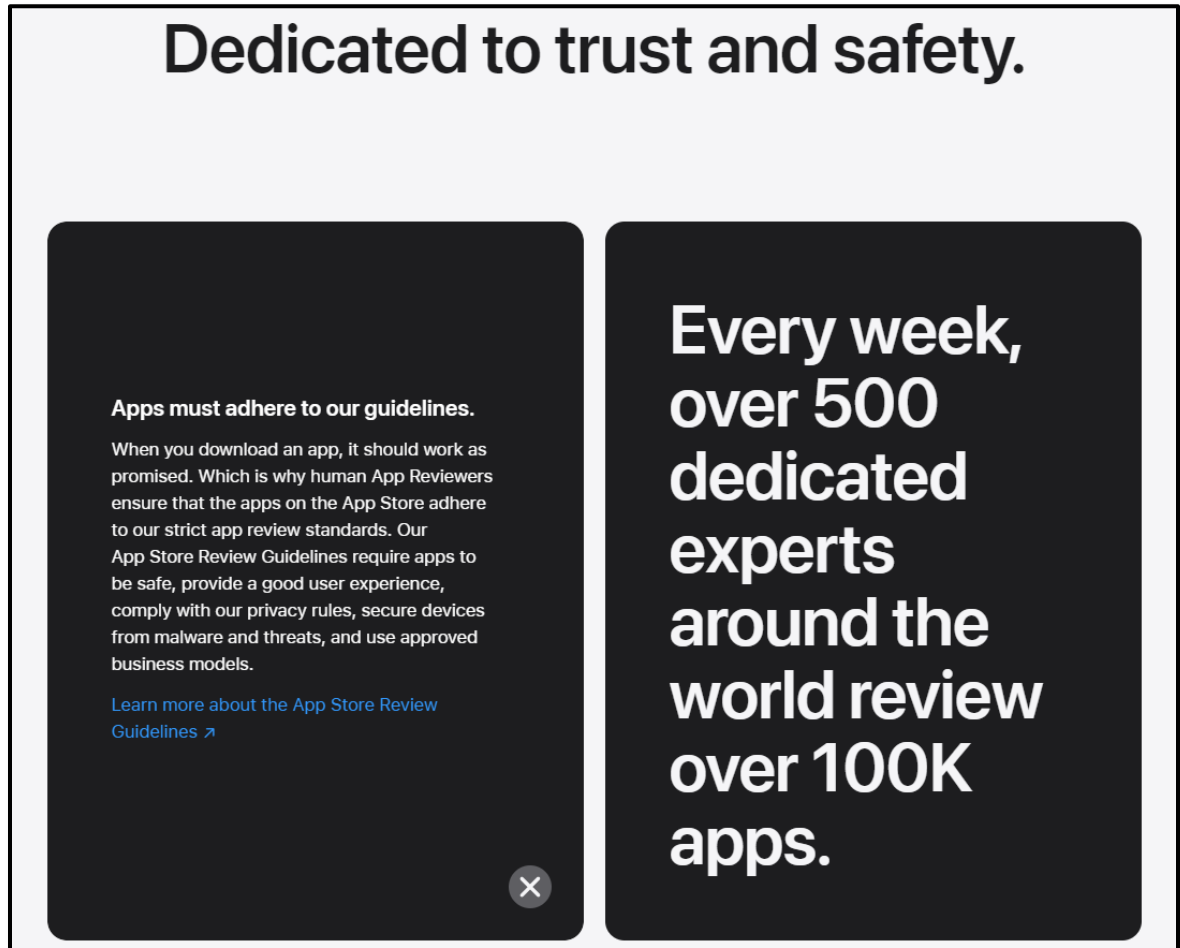 Dedicated to trust and safety.
Apps must adhere to our guidelines.
When you download an app, it should work as
promised. Which is why human App Reviewers
ensure that the apps on the App Store adhere
to our strict app review standards. Our
App Store Review Guidelines require apps to
be safe, provide a good user experience,
comply with our privacy rules, secure devices
from malware and threats, and use approved
business models.
Learn more about the App Store Review
Guidelines ↗
Every week,
over 500
dedicated
experts
around the
world review
over 100K
apps.